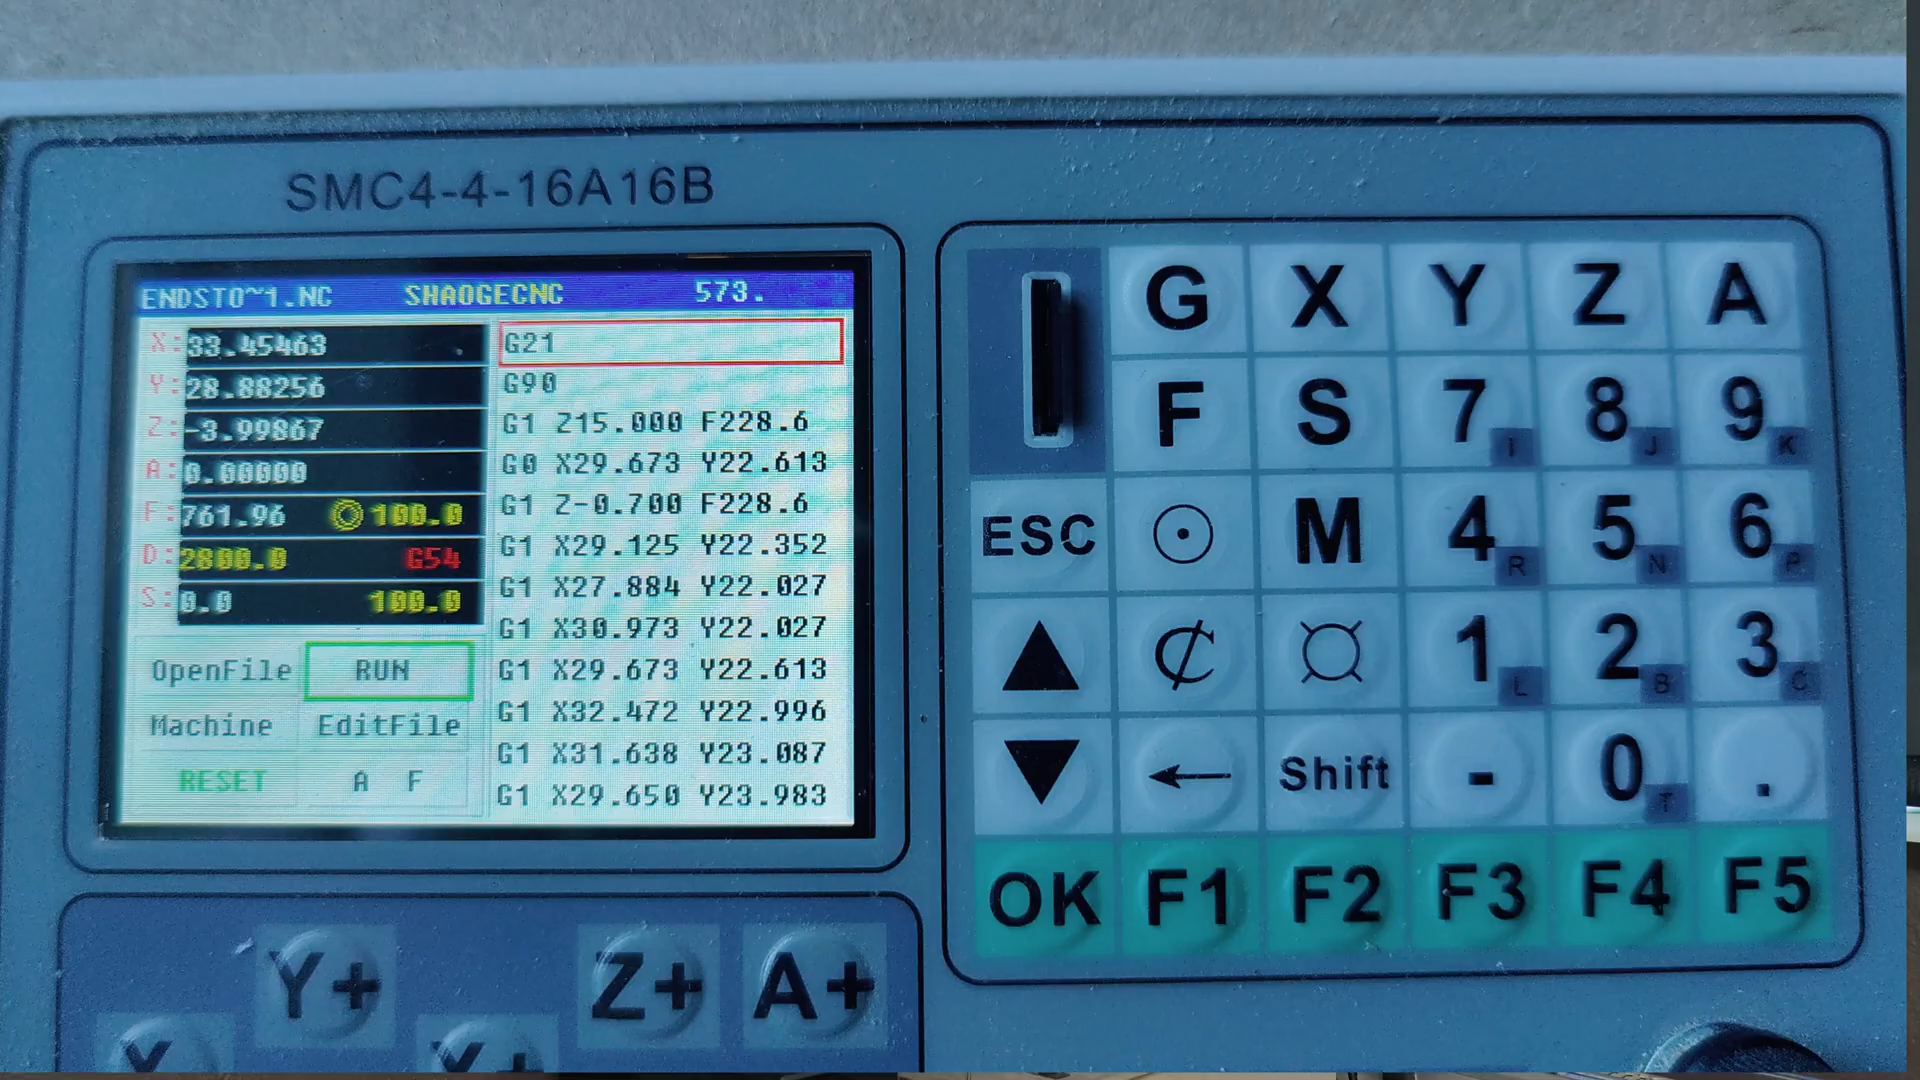 SMC4-4-16A16B
ENDSTO~1.NC SHAOGECNC 573.
X:33.45463
Y:28.88256
Z:-3.99867
A:0.00000
F:761.96 100.0
D:2800.0 G54
S:0.0 100.0
OpenFile RUN
Machine EditFile
RESET A F
G21
G90
G1 Z15.000 F228.6
G0 X29.673 Y22.613
G1 Z-0.700 F228.6
G1 X29.125 Y22.352
G1 X27.884 Y22.027
G1 X30.973 Y22.027
G1 X29.673 Y22.613
G1 X32.472 Y22.996
G1 X31.638 Y23.087
G1 X29.650 Y23.983
G X Y Z A
F S 7 I 8 J 9 K
ESC M 4 R 5 N 6 P
1 L 2 B 3 C
Shift - 0 T .
OK F1 F2 F3 F4 F5
Y+ Z+ A+